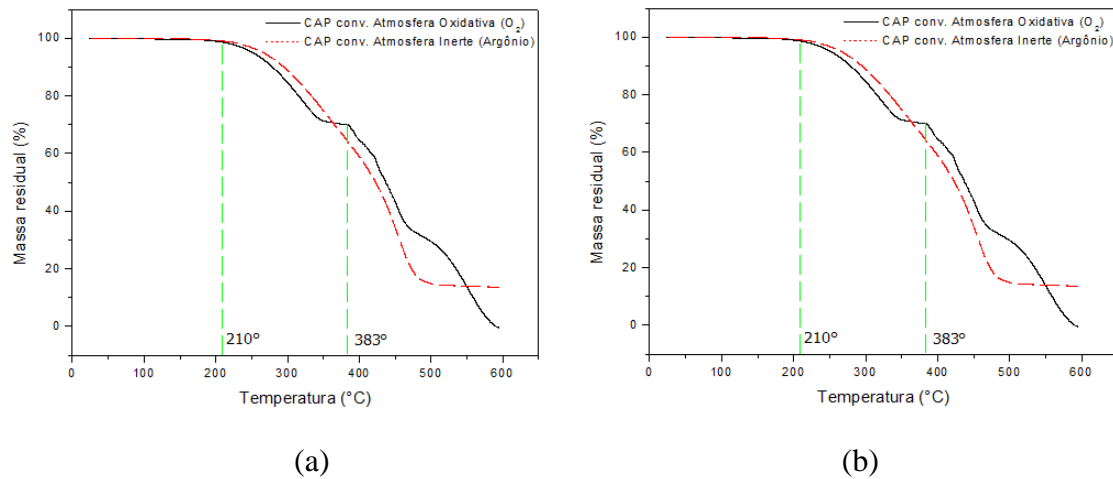 CAP conv. Atmosfera Oxidativa (O₂)
CAP conv. Atmosfera Inerte (Argônio)
Massa residual (%)
100
80
60
40
20
0
210º
383º
0
100
200
300
400
500
600
Temperatura (°C)
(a)
CAP conv. Atmosfera Oxidativa (O₂)
CAP conv. Atmosfera Inerte (Argônio)
Massa residual (%)
100
80
60
40
20
0
210º
383º
0
100
200
300
400
500
600
Temperatura (°C)
(b)